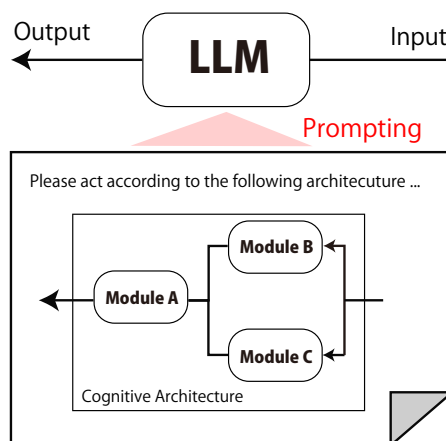 Output
Input
LLM
Prompting
Please act according to the following architecuture ...
Module B
Module A
Module C
Cognitive Architecture